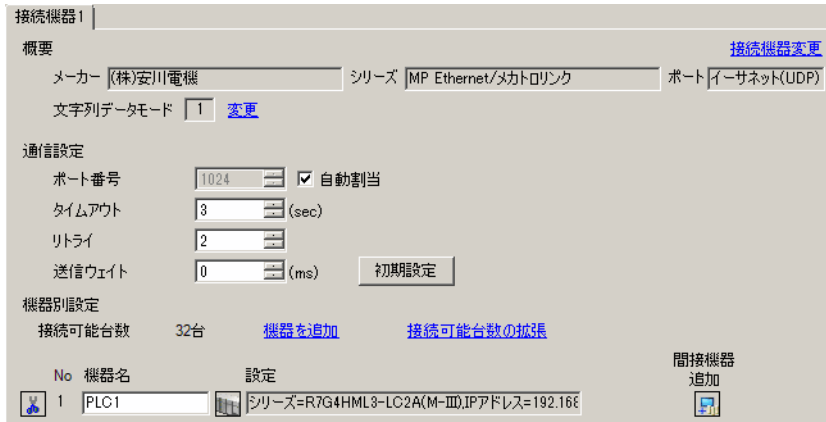 接続機器1
概要 接続機器変更
メーカー (株)安川電機 シリーズ MP Ethernet/メカトロリンク ポート イーサネット(UDP)
文字列データモード 1 変更
通信設定
ポート番号 1024 自動割当
タイムアウト 3 (sec)
リトライ 2
送信ウェイト 0 (ms) 初期設定
機器別設定
接続可能台数 32台 機器を追加 接続可能台数の拡張
間接機器
No 機器名 設定 追加
1 PLC1 シリーズ=R7G4HML3-LC2A(M-Ⅲ),IPアドレス=192.168